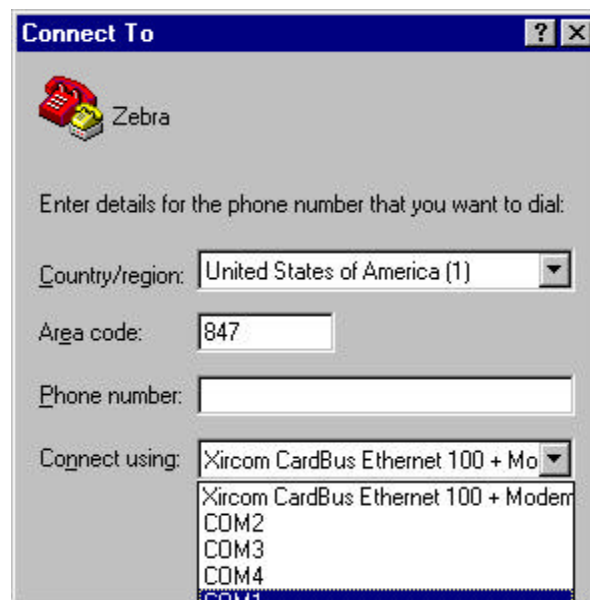 Connect To
Zebra
Enter details for the phone number that you want to dial:
Country/region: United States of America (1)
Area code: 847
Phone number:
Connect using: Xircom CardBus Ethernet 100 + Mo
Xircom CardBus Ethernet 100 + Modem
COM2
COM3
COM4
COM1